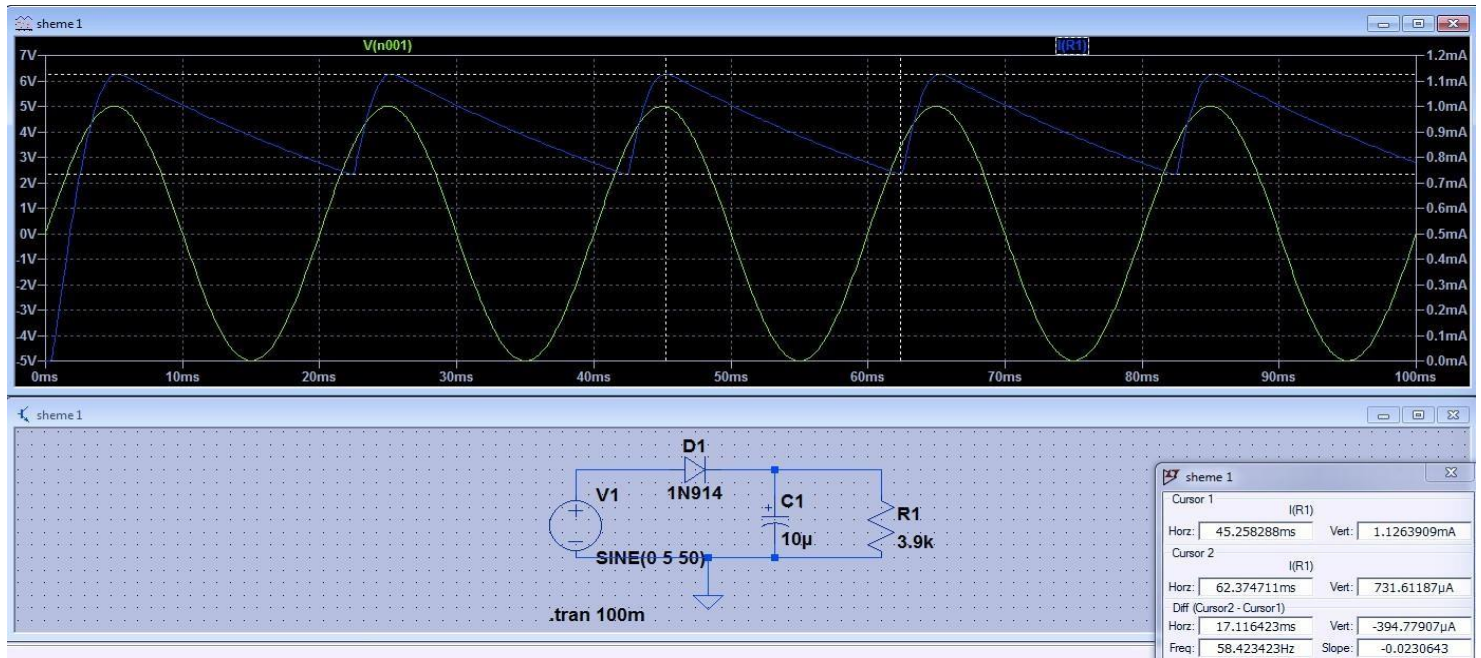 sheme 1
V(n001)
I(R1)
7V
6V
5V
4V
3V
2V
1V
0V
-1V
-2V
-3V
-4V
-5V
1.2mA
1.1mA
1.0mA
0.9mA
0.8mA
0.7mA
0.6mA
0.5mA
0.4mA
0.3mA
0.2mA
0.1mA
0.0mA
0ms 10ms 20ms 30ms 40ms 50ms 60ms 70ms 80ms 90ms 100ms
sheme 1
D1
1N914
V1
SINE(0 5 50)
C1
10µ
R1
3.9k
.tran 100m
sheme 1
Cursor 1
I(R1)
Horz: 45.258288ms Vert: 1.1263909mA
Cursor 2
I(R1)
Horz: 62.374711ms Vert: 731.61187µA
Diff (Cursor2 - Cursor1)
Horz: 17.116423ms Vert: -394.77907µA
Freq: 58.423423Hz Slope: -0.0230643